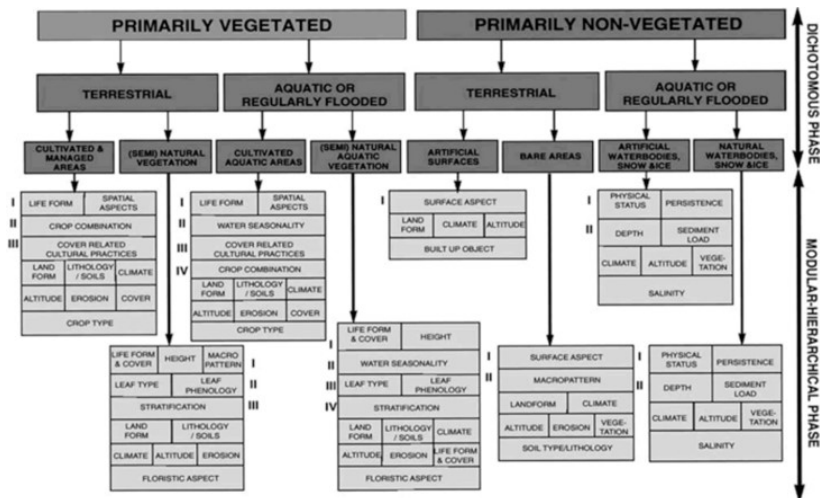 PRIMARILY VEGETATED
PRIMARILY NON-VEGETATED
TERRESTRIAL
AQUATIC OR
REGULARLY FLOODED
TERRESTRIAL
AQUATIC OR
REGULARLY FLOODED
CULTIVATED &
MANAGED
AREAS
(SEMI) NATURAL
VEGETATION
CULTIVATED
AQUATIC AREAS
(SEMI) NATURAL
AQUATIC
VEGETATION
ARTIFICIAL
SURFACES
BARE AREAS
ARTIFICIAL
WATERBODIES,
SNOW &ICE
NATURAL
WATERBODIES,
SNOW &ICE
DICHOTOMOUS PHASE
MODULAR-HIERARCHICAL PHASE
I
II
III
LIFE FORM
SPATIAL
ASPECTS
CROP COMBINATION
COVER RELATED
CULTURAL PRACTICES
LAND
FORM
LITHOLOGY
/ SOILS
CLIMATE
ALTITUDE
EROSION
COVER
CROP TYPE
LIFE FORM
& COVER
HEIGHT
MACRO
PATTERN
LEAF TYPE
LEAF
PHENOLOGY
STRATIFICATION
LAND
FORM
LITHOLOGY
/ SOILS
CLIMATE
ALTITUDE
EROSION
FLORISTIC ASPECT
I
II
III
I
II
III
IV
LIFE FORM
SPATIAL
ASPECTS
WATER SEASONALITY
COVER RELATED
CULTURAL PRACTICES
CROP COMBINATION
LAND
FORM
LITHOLOGY
/ SOILS
CLIMATE
ALTITUDE
EROSION
COVER
CROP TYPE
I
II
III
IV
LIFE FORM
& COVER
HEIGHT
WATER SEASONALITY
LEAF TYPE
LEAF
PHENOLOGY
STRATIFICATION
LAND
FORM
LITHOLOGY
/ SOILS
CLIMATE
ALTITUDE
EROSION
LIFE FORM
& COVER
FLORISTIC ASPECT
I
SURFACE ASPECT
LAND
FORM
CLIMATE
ALTITUDE
BUILT UP OBJECT
I
II
SURFACE ASPECT
MACROPATTERN
LANDFORM
CLIMATE
ALTITUDE
EROSION
VEGE-
TATION
SOIL TYPE/LITHOLOGY
I
II
PHYSICAL
STATUS
PERSISTENCE
DEPTH
SEDIMENT
LOAD
CLIMATE
ALTITUDE
VEGE-
TATION
SALINITY
I
II
PHYSICAL
STATUS
PERSISTENCE
DEPTH
SEDIMENT
LOAD
CLIMATE
ALTITUDE
VEGE-
TATION
SALINITY